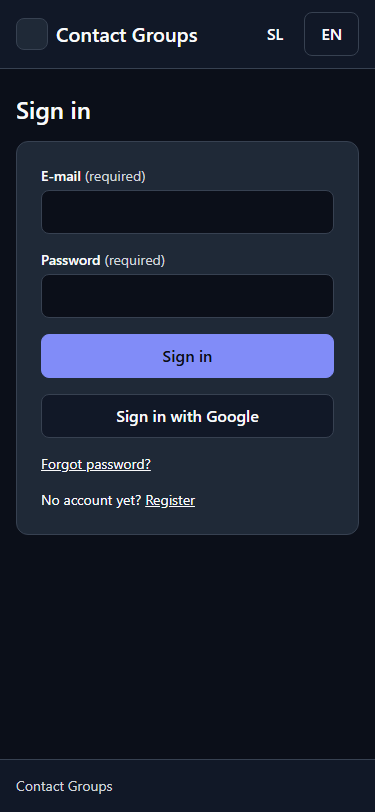 Contact Groups
SL
EN
Sign in
E-mail (required)
Password (required)
Sign in
Sign in with Google
Forgot password?
No account yet? Register
Contact Groups